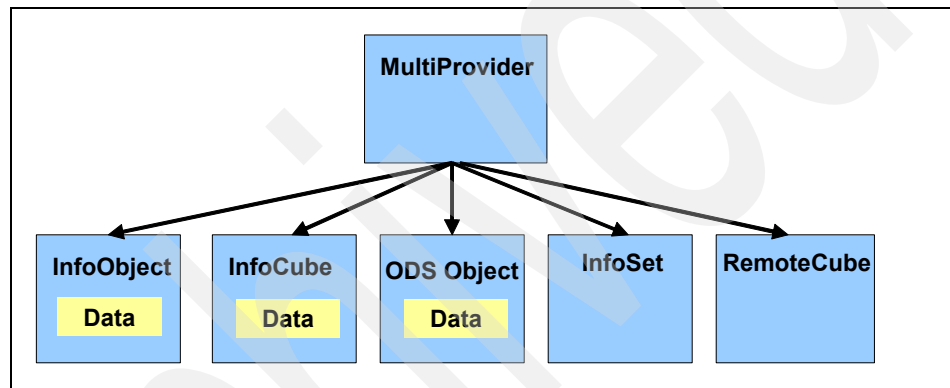 MultiProvider
InfoObject
InfoCube
ODS Object
InfoSet
RemoteCube
Data
Data
Data